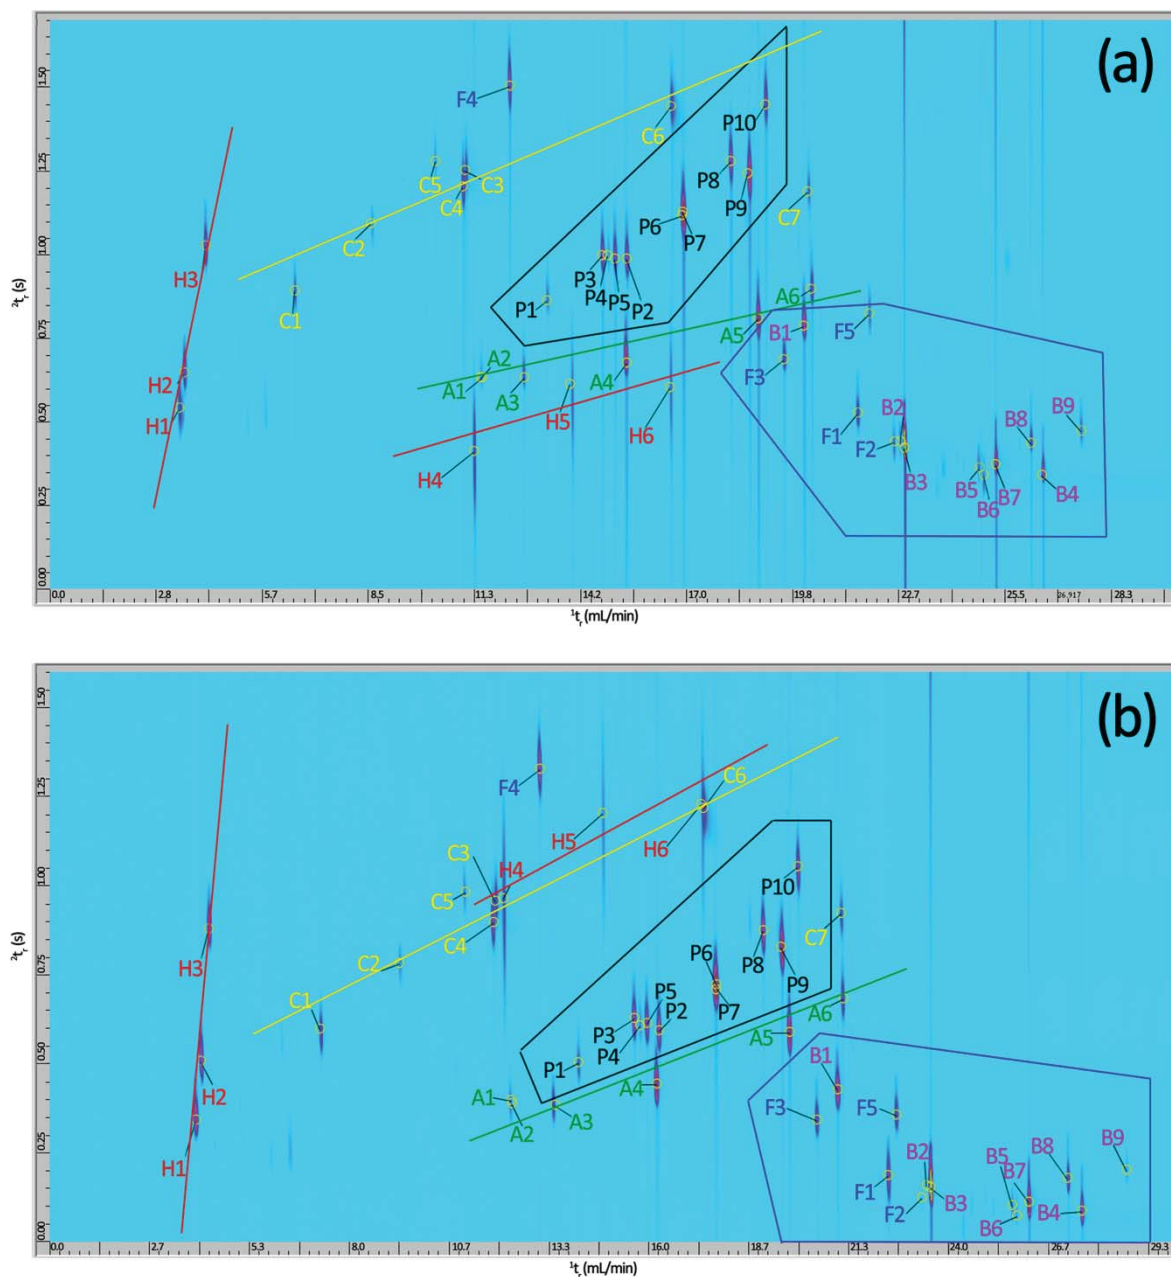 (a)
1.50
F4
P10
C6
1.25
C5
C3
P8
C4
P9
C7
C2
P6
P7
1.00
H3
P3
P4
P5
P2
P1
A6
C1
²tᵣ (s)
0.75
A5
B1
F5
A2
H2
A1
A3
A4
F3
H1
H5
H6
0.50
F1
B2
B9
F2
B8
H4
B3
B5
B6
B7
B4
0.25
0.00
0.0 2.8 5.7 8.5 11.3 14.2 17.0 19.8 22.7 25.5 26.917 28.3
¹tᵣ (mL/min)
(b)
1.50
F4
1.25
C6
H5
H6
C3
H4
1.00
C5
P10
C4
C7
H3
C2
P8
P6
P9
²tᵣ (s)
0.75
C1
P7
P5
P3
P2
P4
A6
A5
0.50
P1
H2
A4
B1
A1
A2
A3
F3
F5
0.25
H1
B2
B5
B8
B9
B7
F1
B3
F2
B6
B4
0.00
0.0 2.7 5.3 8.0 10.7 13.3 16.0 18.7 21.3 24.0 26.7 29.3
¹tᵣ (mL/min)